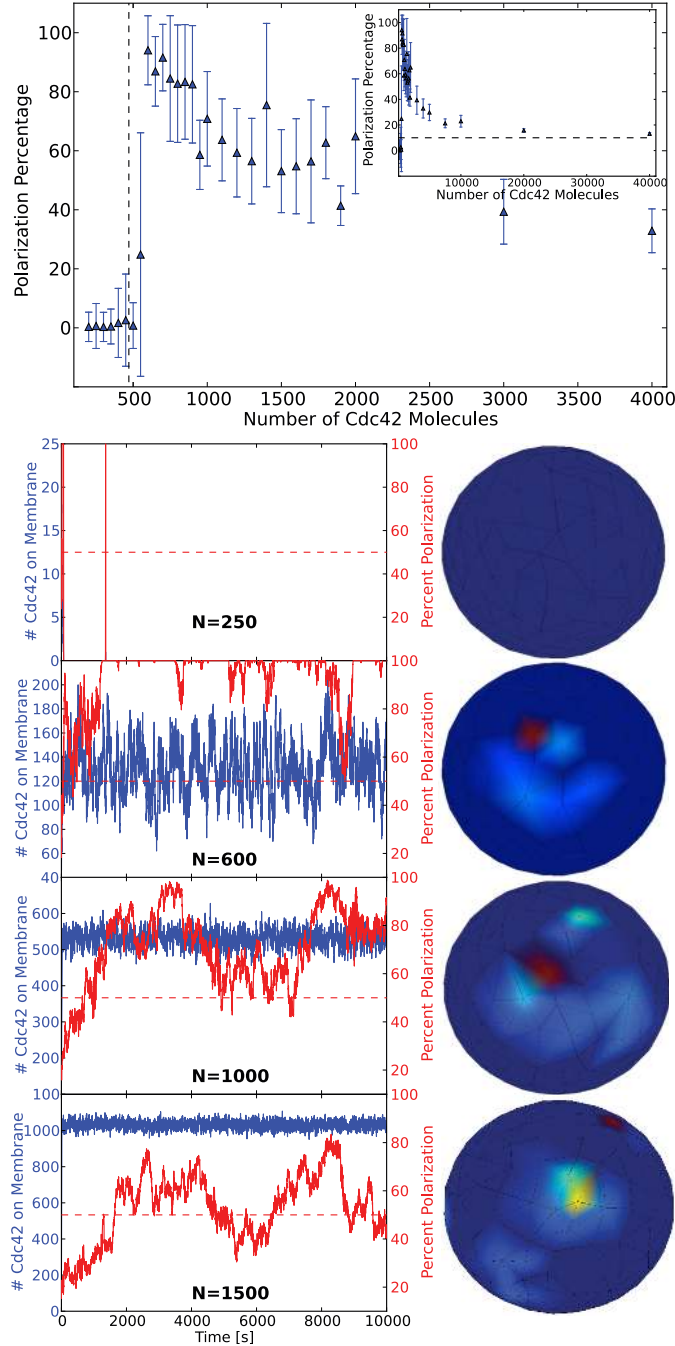 100
80
60
40
20
0
Polarization Percentage
500 1000 1500 2000 2500 3000 3500 4000
Number of Cdc42 Molecules
100
80
60
40
20
0
Polarization Percentage
10000 20000 30000 40000
Number of Cdc42 Molecules
25
20
15
10
5
0
# Cdc42 on Membrane
100
80
60
40
20
Percent Polarization
N=250
200
180
160
140
120
100
80
60
40
# Cdc42 on Membrane
100
80
60
40
20
Percent Polarization
N=600
600
500
400
300
200
100
# Cdc42 on Membrane
100
80
60
40
20
Percent Polarization
N=1000
1000
800
600
400
200
0
# Cdc42 on Membrane
100
80
60
40
20
Percent Polarization
N=1500
0 2000 4000 6000 8000 10000
Time [s]